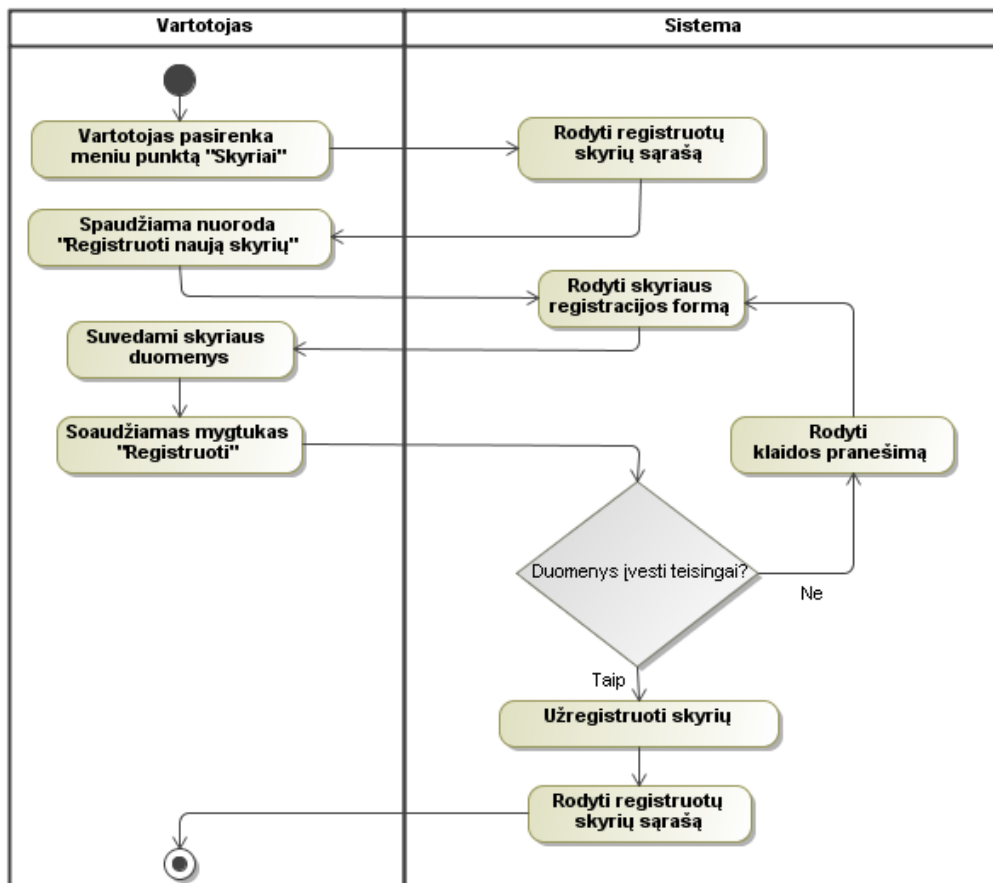 Vartotojas
Sistema
Vartotojas pasirenka
meniu punktą "Skyriai"
Rodyti registruotų
skyrių sąrašą
Spaudžiama nuoroda
"Registruoti naują skyrių"
Rodyti skyriaus
registracijos formą
Suvedami skyriaus
duomenys
Soaudžiamas mygtukas
"Registruoti"
Rodyti
klaidos pranešimą
Duomenys įvesti teisingai?
Ne
Taip
Užregistruoti skyrių
Rodyti registruotų
skyrių sąrašą